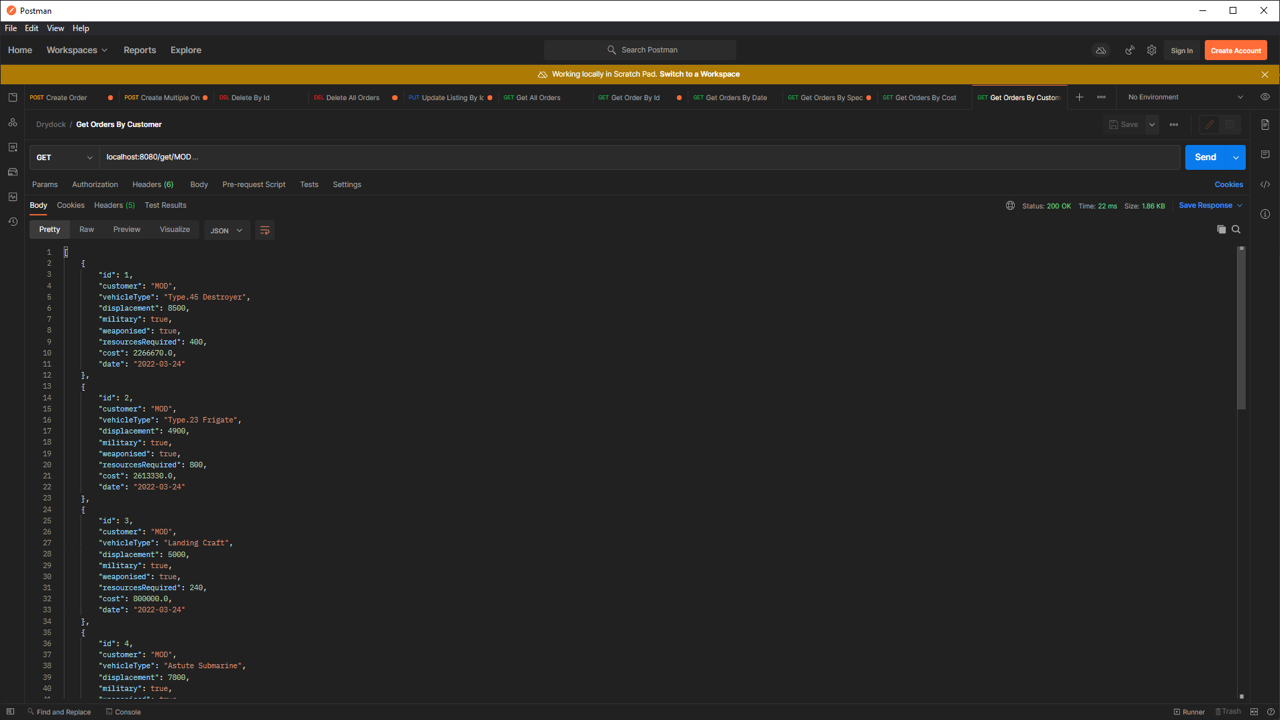 Postman
File Edit View Help
Home Workspaces Reports Explore Search Postman Sign In Create Account
Working locally in Scratch Pad. Switch to a Workspace
POST Create Order POST Create Multiple On DEL Delete By Id DEL Delete All Orders PUT Update Listing By Ic GET Get All Orders GET Get Order By Id GET Get Orders By Date GET Get Orders By Spec GET Get Orders By Cost GET Get Orders By Custom No Environment
Drydock / Get Orders By Customer Save
GET localhost:8080/get/MOD... Send
Params Authorization Headers (6) Body Pre-request Script Tests Settings Cookies
Body Cookies Headers (5) Test Results Status: 200 OK Time: 22 ms Size: 1.86 KB Save Response
Pretty Raw Preview Visualize JSON
1 [
2 {
3 "id": 1,
4 "customer": "MOD",
5 "vehicleType": "Type.45 Destroyer",
6 "displacement": 8500,
7 "military": true,
8 "weaponised": true,
9 "resourcesRequired": 400,
10 "cost": 2266670.0,
11 "date": "2022-03-24"
12 },
13 {
14 "id": 2,
15 "customer": "MOD",
16 "vehicleType": "Type.23 Frigate",
17 "displacement": 4900,
18 "military": true,
19 "weaponised": true,
20 "resourcesRequired": 800,
21 "cost": 2613330.0,
22 "date": "2022-03-24"
23 },
24 {
25 "id": 3,
26 "customer": "MOD",
27 "vehicleType": "Landing Craft",
28 "displacement": 5000,
29 "military": true,
30 "weaponised": true,
31 "resourcesRequired": 240,
32 "cost": 800000.0,
33 "date": "2022-03-24"
34 },
35 {
36 "id": 4,
37 "customer": "MOD",
38 "vehicleType": "Astute Submarine",
39 "displacement": 7800,
40 "military": true,
Find and Replace Console Runner Trash